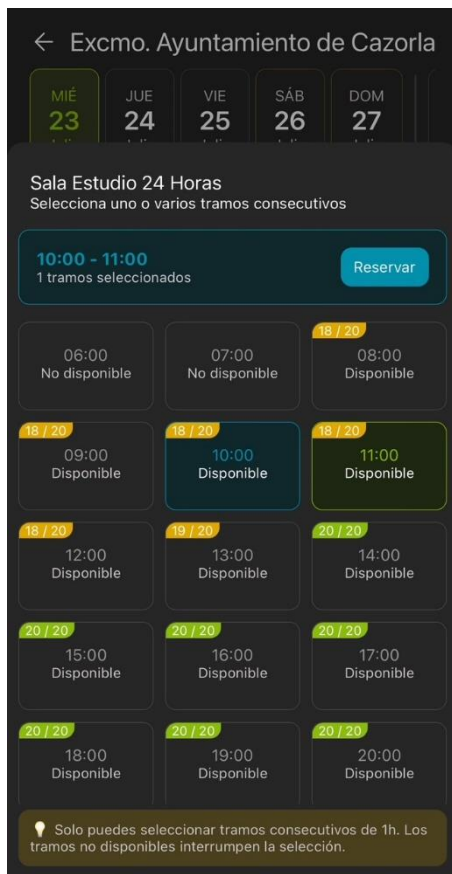 ← Excmo. Ayuntamiento de Cazorla
MIÉ JUE VIE SÁB DOM
23 24 25 26 27
Sala Estudio 24 Horas
Selecciona uno o varios tramos consecutivos
10:00 - 11:00
1 tramos seleccionados
Reservar
18 / 20
06:00 07:00 08:00
No disponible No disponible Disponible
18 / 20 18 / 20 18 / 20
09:00 10:00 11:00
Disponible Disponible Disponible
18 / 20 19 / 20 20 / 20
12:00 13:00 14:00
Disponible Disponible Disponible
20 / 20 20 / 20 20 / 20
15:00 16:00 17:00
Disponible Disponible Disponible
20 / 20 20 / 20 20 / 20
18:00 19:00 20:00
Disponible Disponible Disponible
💡 Solo puedes seleccionar tramos consecutivos de 1h. Los
tramos no disponibles interrumpen la selección.